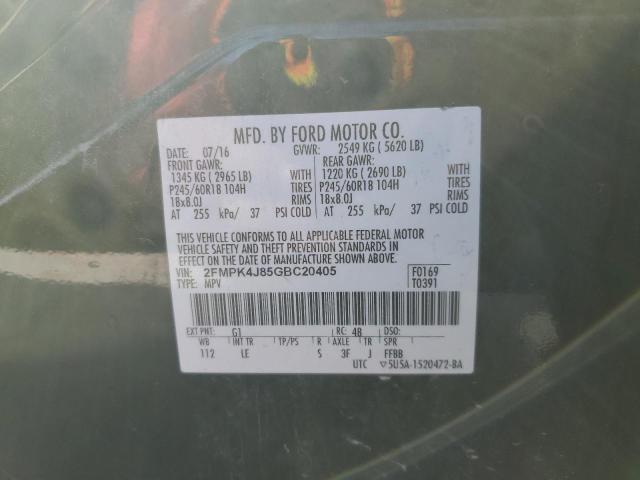 MFD. BY FORD MOTOR CO.
DATE: 07/16 GVWR: 2549 KG ( 5620 LB)
FRONT GAWR: REAR GAWR:
1345 KG ( 2965 LB) WITH 1220 KG ( 2690 LB) WITH
P245/60R18 104H TIRES P245/60R18 104H TIRES
18x8.0J RIMS 18x8.0J RIMS
AT 255 kPa/ 37 PSI COLD AT 255 kPa/ 37 PSI COLD
THIS VEHICLE CONFORMS TO ALL APPLICABLE FEDERAL MOTOR
VEHICLE SAFETY AND THEFT PREVENTION STANDARDS IN
EFFECT ON THE DATE OF MANUFACTURE SHOWN ABOVE.
VIN: 2FMPK4J85GBC20405 F0169
TYPE: MPV T0391
EXT PNT: G1 RC: 4B DSO:
WB INT TR TP/PS R AXLE TR SPR
112 LE S 3F J FFBB
UTC ▽5USA-1520472-BA